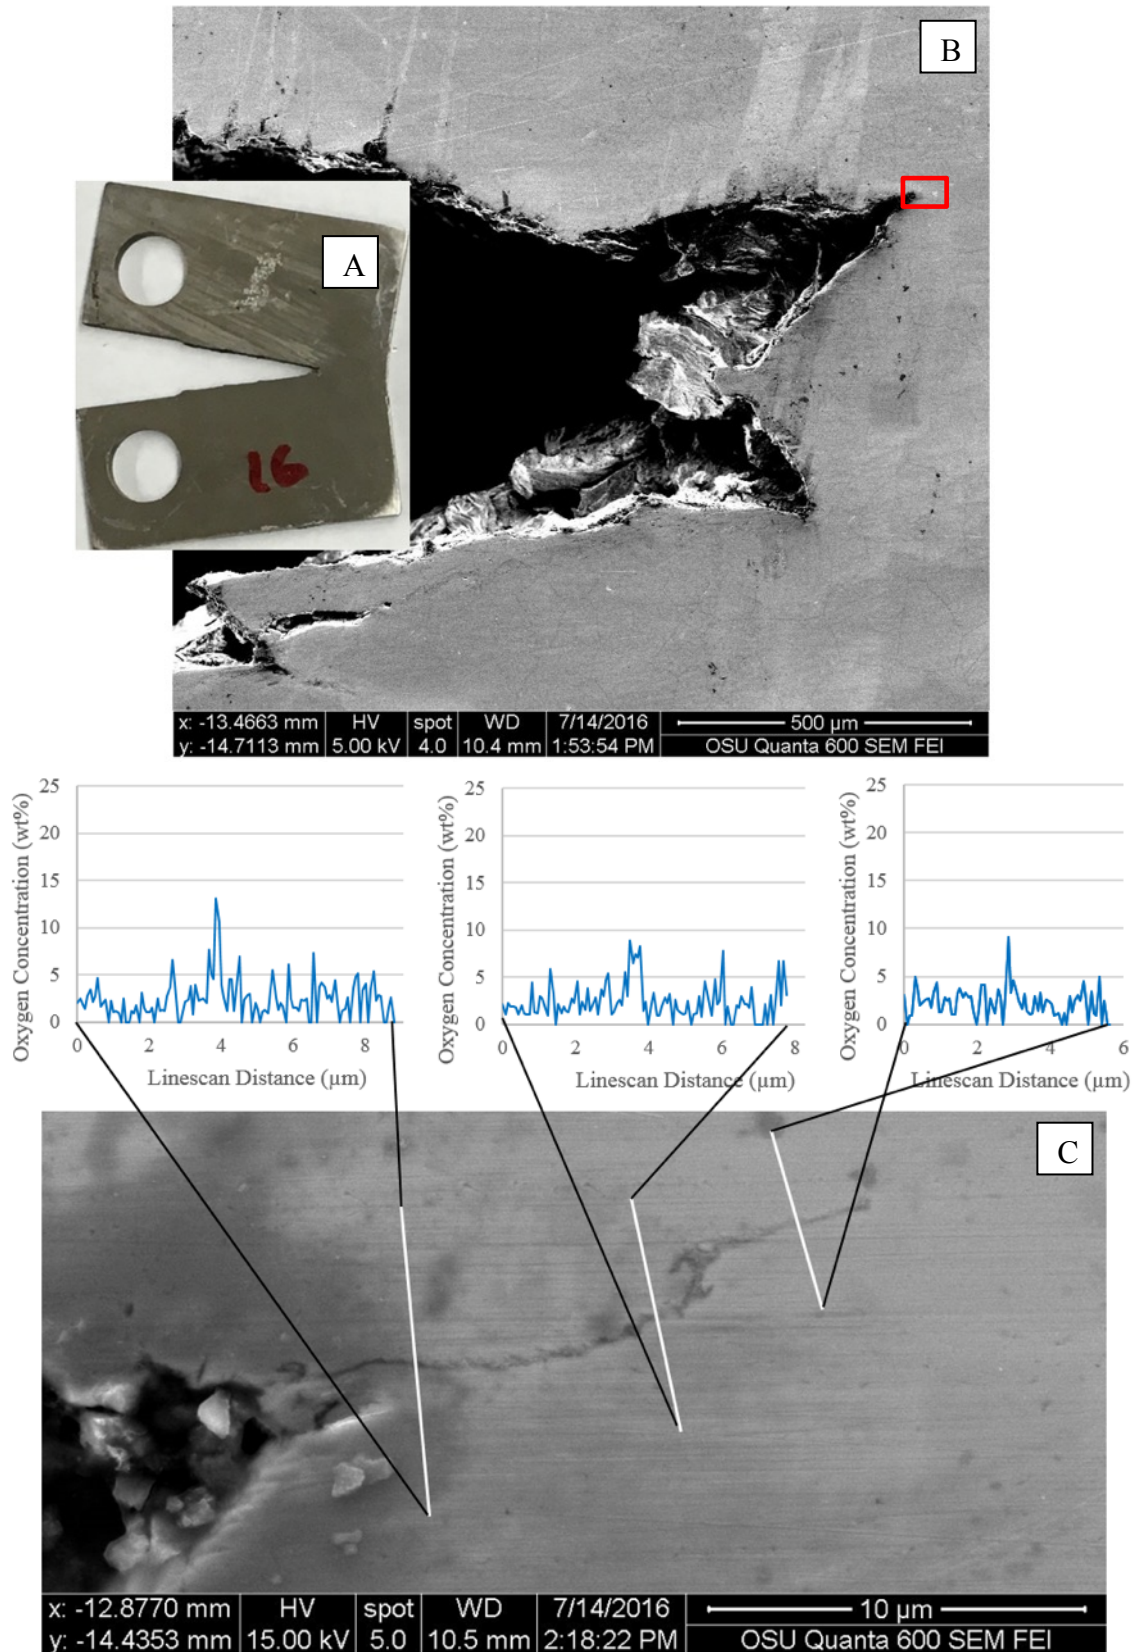 B
A
16
x: -13.4663 mm HV spot WD 7/14/2016 500 µm
y: -14.7113 mm 5.00 kV 4.0 10.4 mm 1:53:54 PM OSU Quanta 600 SEM FEI
Oxygen Concentration (wt%)
25
20
15
10
5
0
0 2 4 6 8
Linescan Distance (µm)
Oxygen Concentration (wt%)
25
20
15
10
5
0
0 2 4 6 8
Linescan Distance (µm)
Oxygen Concentration (wt%)
25
20
15
10
5
0
0 2 4 6
Linescan Distance (µm)
C
x: -12.8770 mm HV spot WD 7/14/2016 10 µm
y: -14.4353 mm 15.00 kV 5.0 10.5 mm 2:18:22 PM OSU Quanta 600 SEM FEI